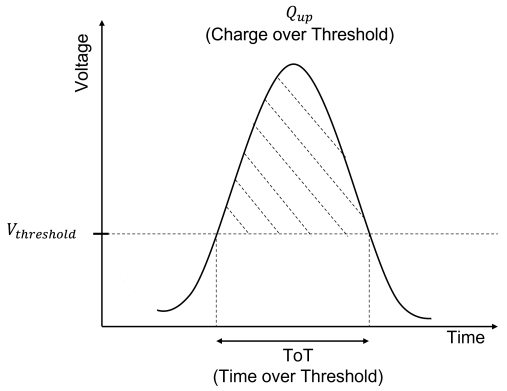 Q_up
(Charge over Threshold)
Voltage
V_threshold
Time
ToT
(Time over Threshold)